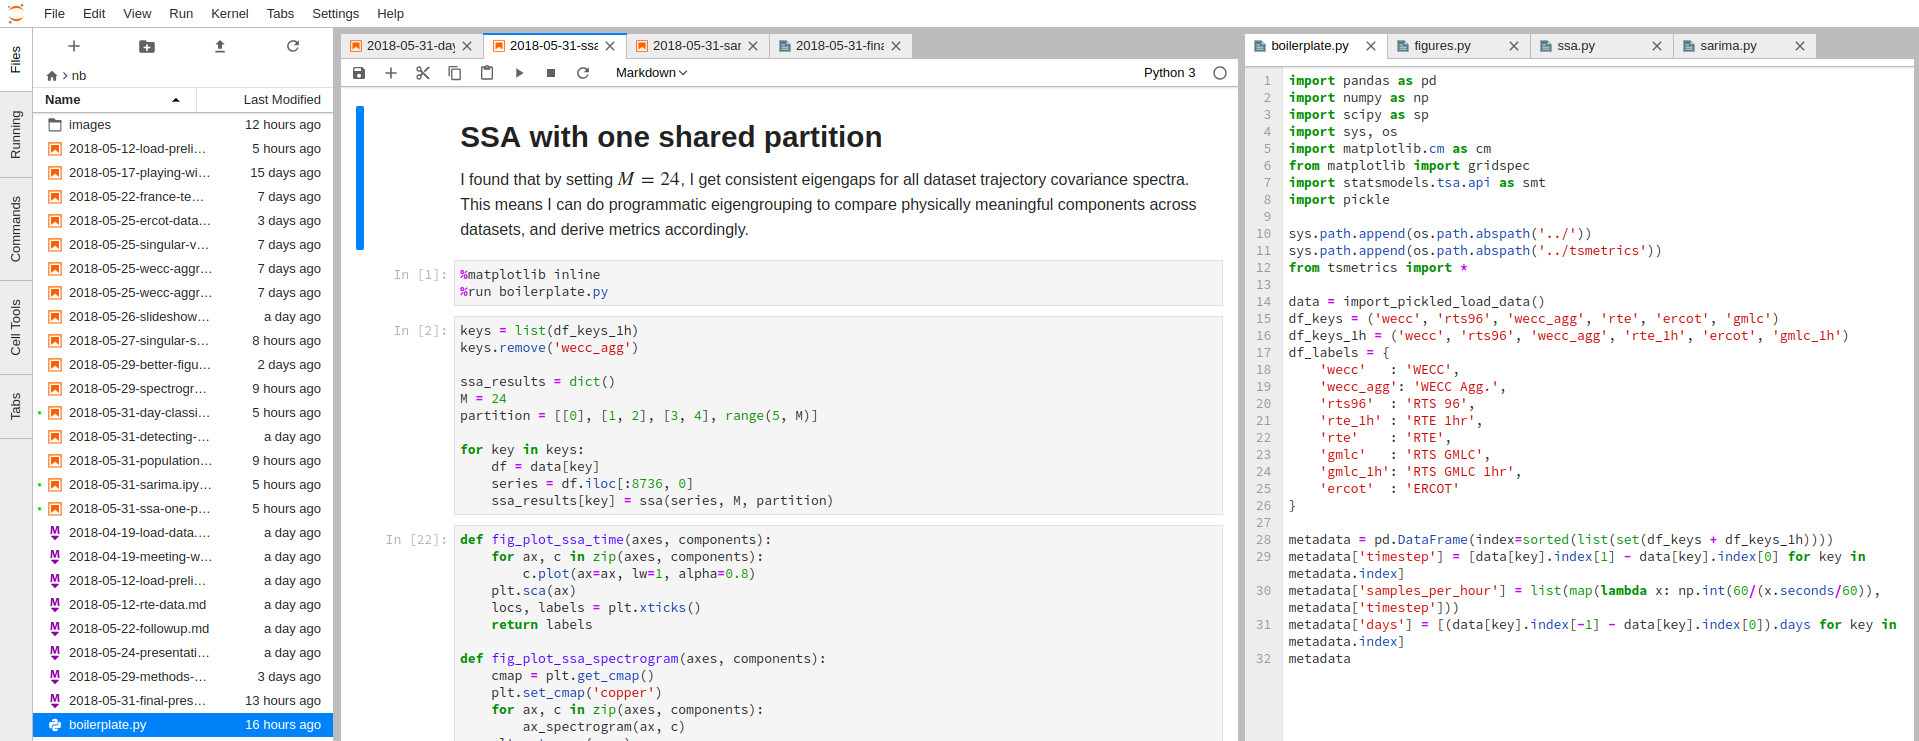 File Edit View Run Kernel Tabs Settings Help
Files
Running
Commands
Cell Tools
Tabs
nb
Name Last Modified
images 12 hours ago
2018-05-12-load-preli… 5 hours ago
2018-05-17-playing-wi… 15 days ago
2018-05-22-france-te… 7 days ago
2018-05-25-ercot-data… 3 days ago
2018-05-25-singular-v… 7 days ago
2018-05-25-wecc-aggr… 7 days ago
2018-05-25-wecc-aggr… 7 days ago
2018-05-26-slideshow… a day ago
2018-05-27-singular-s… 8 hours ago
2018-05-29-better-figu… 2 days ago
2018-05-29-spectrogr… 9 hours ago
2018-05-31-day-classi… 5 hours ago
2018-05-31-detecting-… a day ago
2018-05-31-population… 9 hours ago
2018-05-31-sarima.ipy… 5 hours ago
2018-05-31-ssa-one-p… 5 hours ago
2018-04-19-load-data.… a day ago
2018-04-19-meeting-w… a day ago
2018-05-12-load-preli… a day ago
2018-05-12-rte-data.md a day ago
2018-05-22-followup.md a day ago
2018-05-24-presentati… a day ago
2018-05-29-methods-… 3 days ago
2018-05-31-final-pres… 13 hours ago
boilerplate.py 16 hours ago
2018-05-31-day 2018-05-31-ssa 2018-05-31-sar 2018-05-31-fina
Markdown Python 3
SSA with one shared partition
I found that by setting M = 24, I get consistent eigengaps for all dataset trajectory covariance spectra.
This means I can do programmatic eigengrouping to compare physically meaningful components across
datasets, and derive metrics accordingly.
In [1]: %matplotlib inline
%run boilerplate.py
In [2]: keys = list(df_keys_1h)
keys.remove('wecc_agg')
ssa_results = dict()
M = 24
partition = [[0], [1, 2], [3, 4], range(5, M)]
for key in keys:
    df = data[key]
    series = df.iloc[:8736, 0]
    ssa_results[key] = ssa(series, M, partition)
In [22]: def fig_plot_ssa_time(axes, components):
    for ax, c in zip(axes, components):
        c.plot(ax=ax, lw=1, alpha=0.8)
    plt.sca(ax)
    locs, labels = plt.xticks()
    return labels
def fig_plot_ssa_spectrogram(axes, components):
    cmap = plt.get_cmap()
    plt.set_cmap('copper')
    for ax, c in zip(axes, components):
        ax_spectrogram(ax, c)
boilerplate.py figures.py ssa.py sarima.py
1 import pandas as pd
2 import numpy as np
3 import scipy as sp
4 import sys, os
5 import matplotlib.cm as cm
6 from matplotlib import gridspec
7 import statsmodels.tsa.api as smt
8 import pickle
9
10 sys.path.append(os.path.abspath('../'))
11 sys.path.append(os.path.abspath('../tsmetrics'))
12 from tsmetrics import *
13
14 data = import_pickled_load_data()
15 df_keys = ('wecc', 'rts96', 'wecc_agg', 'rte', 'ercot', 'gmlc')
16 df_keys_1h = ('wecc', 'rts96', 'wecc_agg', 'rte_1h', 'ercot', 'gmlc_1h')
17 df_labels = {
18     'wecc'   : 'WECC',
19     'wecc_agg': 'WECC Agg.',
20     'rts96'  : 'RTS 96',
21     'rte_1h' : 'RTE 1hr',
22     'rte'    : 'RTE',
23     'gmlc'   : 'RTS GMLC',
24     'gmlc_1h': 'RTS GMLC 1hr',
25     'ercot'  : 'ERCOT'
26 }
27
28 metadata = pd.DataFrame(index=sorted(list(set(df_keys + df_keys_1h))))
29 metadata['timestep'] = [data[key].index[1] - data[key].index[0] for key in
metadata.index]
30 metadata['samples_per_hour'] = list(map(lambda x: np.int(60/(x.seconds/60)),
metadata['timestep']))
31 metadata['days'] = [(data[key].index[-1] - data[key].index[0]).days for key in
metadata.index]
32 metadata